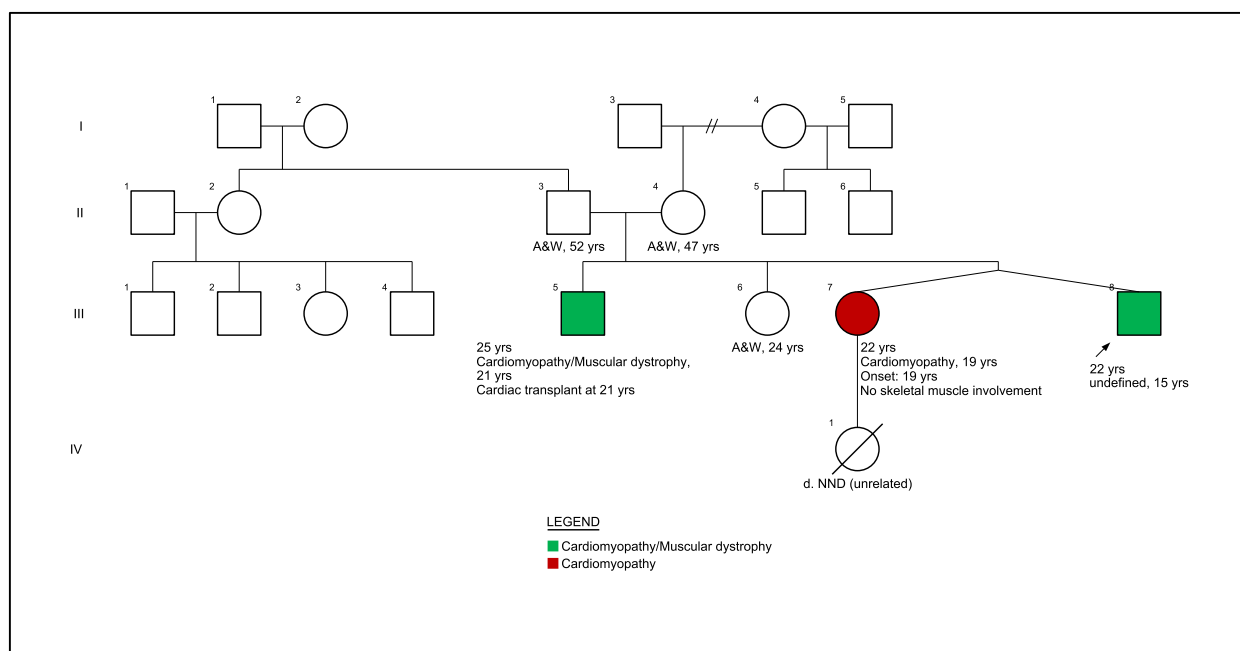 1
2
3
4
5
I
1
2
3
4
5
6
II
A&W, 52 yrs
A&W, 47 yrs
1
2
3
4
5
6
7
8
III
25 yrs
Cardiomyopathy/Muscular dystrophy,
21 yrs
Cardiac transplant at 21 yrs
A&W, 24 yrs
22 yrs
Cardiomyopathy, 19 yrs
Onset: 19 yrs
No skeletal muscle involvement
22 yrs
undefined, 15 yrs
1
IV
d. NND (unrelated)
LEGEND
Cardiomyopathy/Muscular dystrophy
Cardiomyopathy